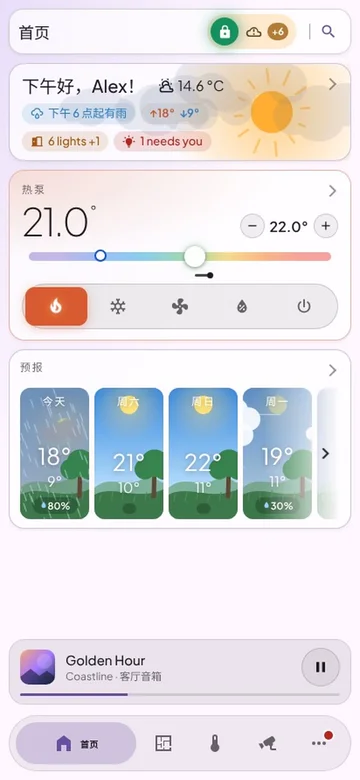 首页
+6
下午好，Alex！
14.6 °C
下午 6 点起有雨
↑18° ↓9°
6 lights +1
1 needs you
热泵
21.0°
22.0°
预报
今天
周六
周日
周一
18°
21°
22°
19°
9°
10°
11°
11°
80%
30%
Golden Hour
Coastline · 客厅音箱
首页